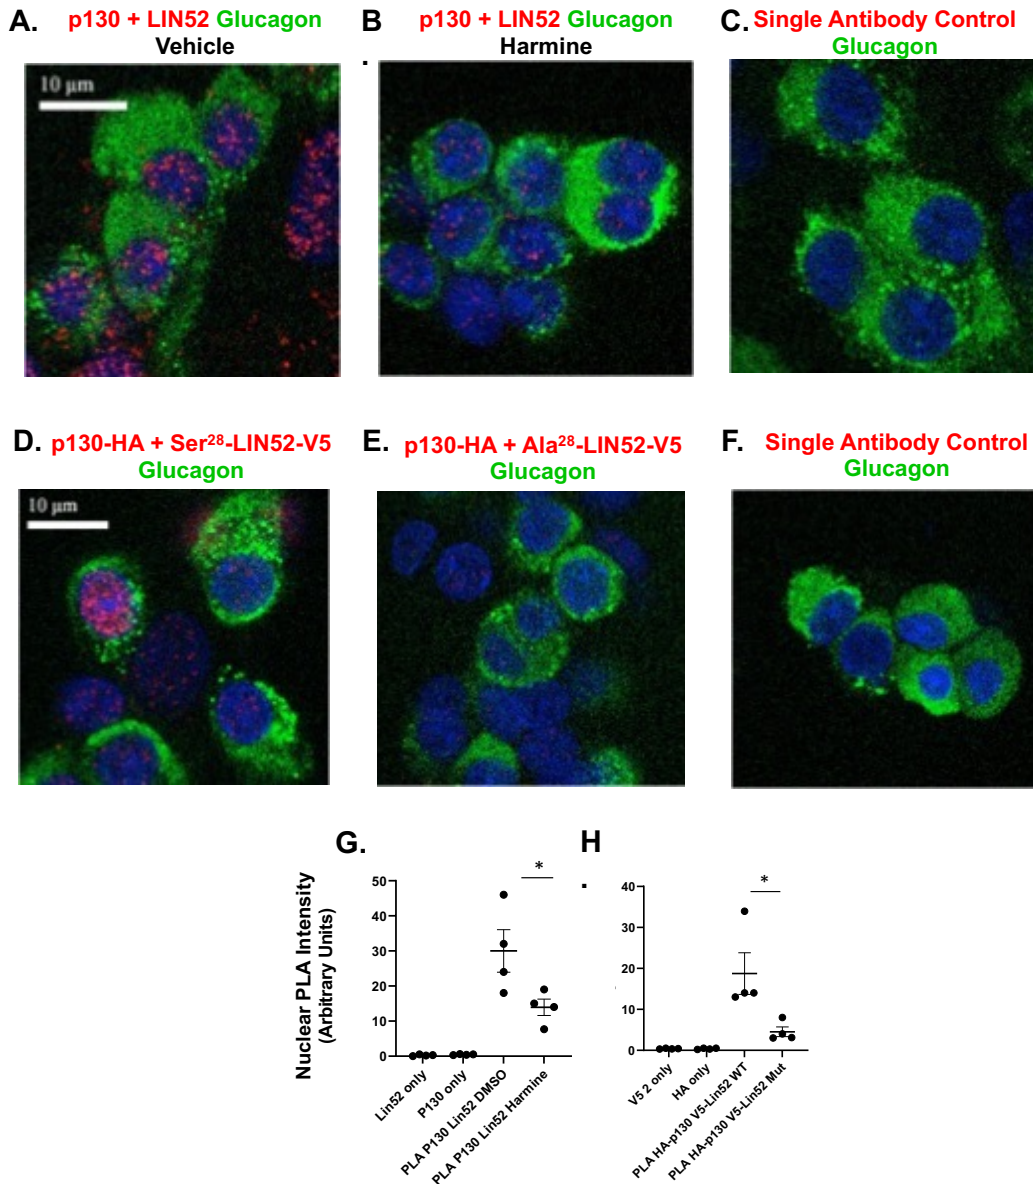 A. p130 + LIN52 Glucagon
Vehicle
B p130 + LIN52 Glucagon
. Harmine
C. Single Antibody Control
Glucagon
10 μm
D. p130-HA + Ser²⁸-LIN52-V5
Glucagon
E. p130-HA + Ala²⁸-LIN52-V5
Glucagon
F. Single Antibody Control
Glucagon
10 μm
G.
Nuclear PLA Intensity
(Arbitrary Units)
50
40
30
20
10
0
*
Lin52 only
P130 only
PLA P130 Lin52 DMSO
PLA P130 Lin52 Harmine
H
.
40
30
20
10
0
*
V5 2 only
HA only
PLA HA-p130 V5-Lin52 WT
PLA HA-p130 V5-Lin52 Mut